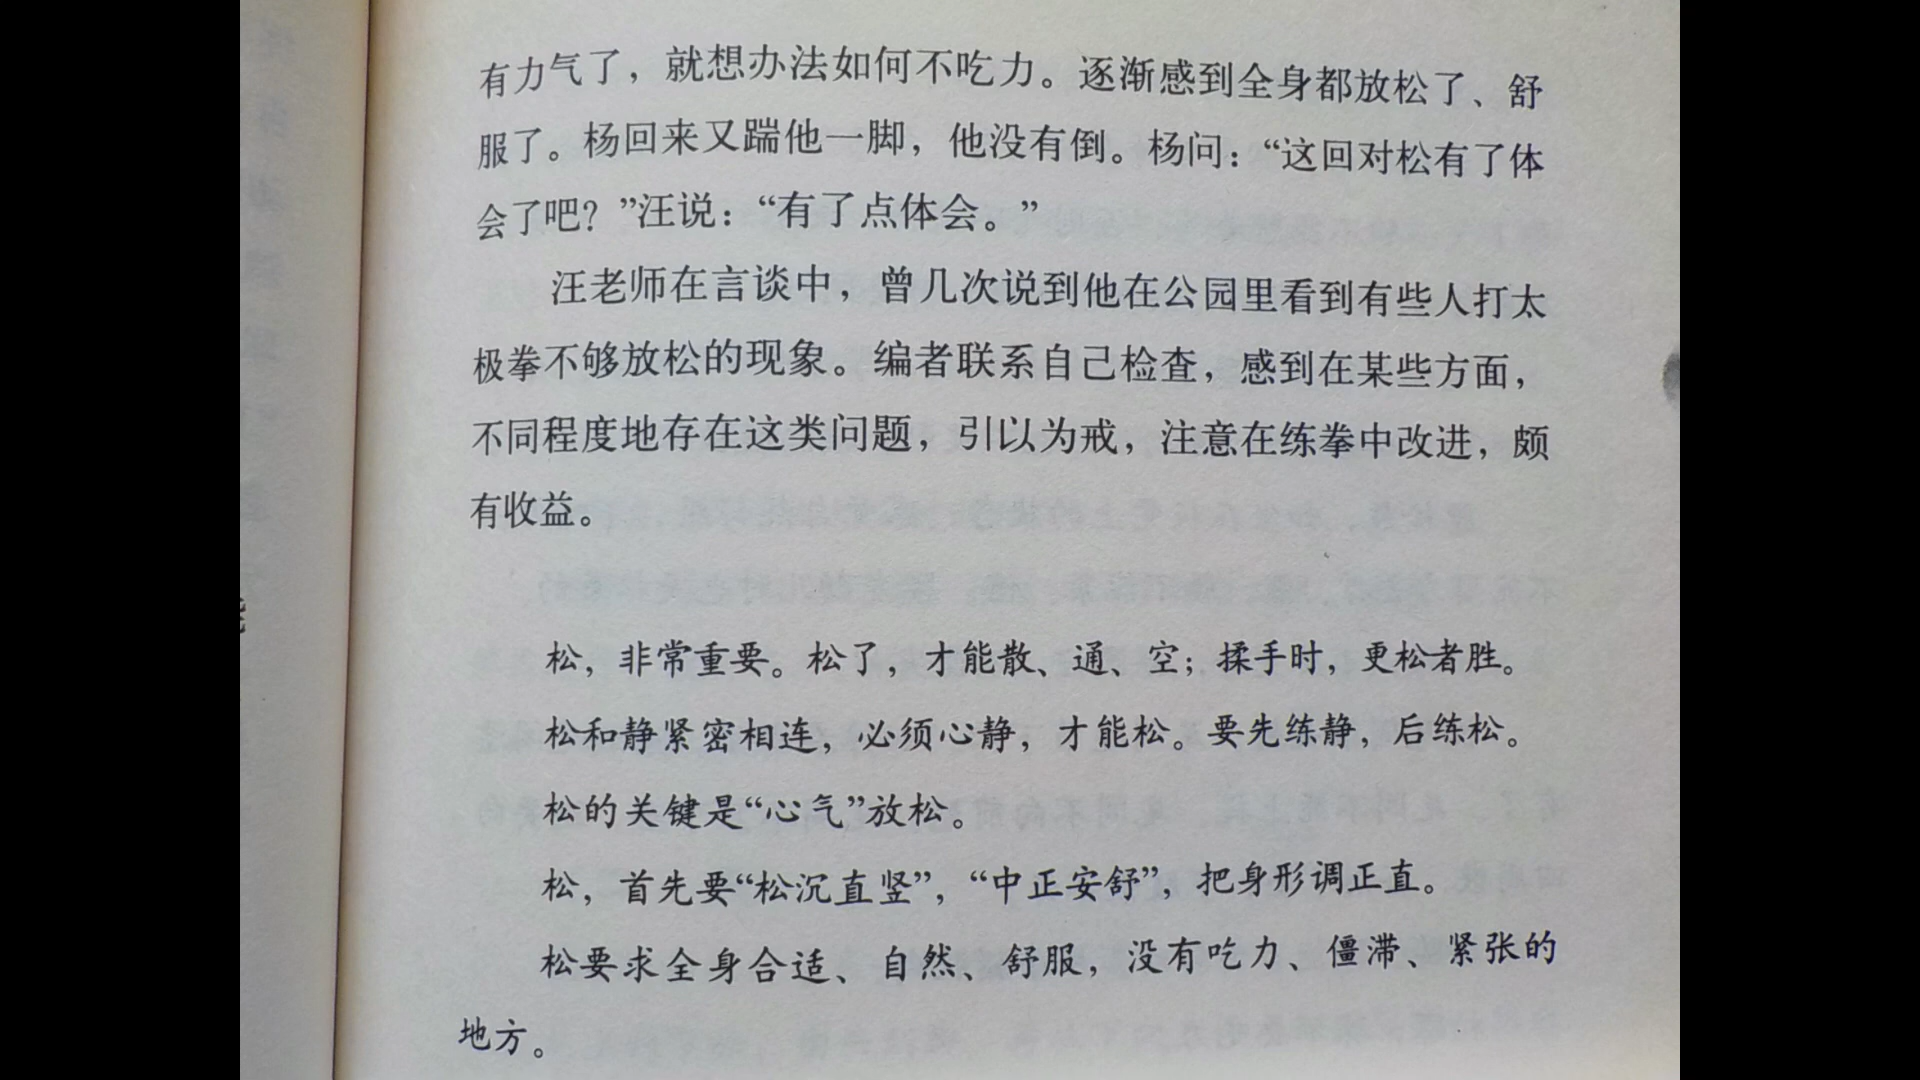 有力气了，就想办法如何不吃力。逐渐感到全身都放松了、舒
服了。杨回来又踹他一脚，他没有倒。杨问：“这回对松有了体
会了吧？”汪说：“有了点体会。”
汪老师在言谈中，曾几次说到他在公园里看到有些人打太
极拳不够放松的现象。编者联系自己检查，感到在某些方面，
不同程度地存在这类问题，引以为戒，注意在练拳中改进，颇
有收益。
松，非常重要。松了，才能散、通、空；揉手时，更松者胜。
松和静紧密相连，必须心静，才能松。要先练静，后练松。
松的关键是“心气”放松。
松，首先要“松沉直竖”，“中正安舒”，把身形调正直。
松要求全身合适、自然、舒服，没有吃力、僵滞、紧张的
地方。